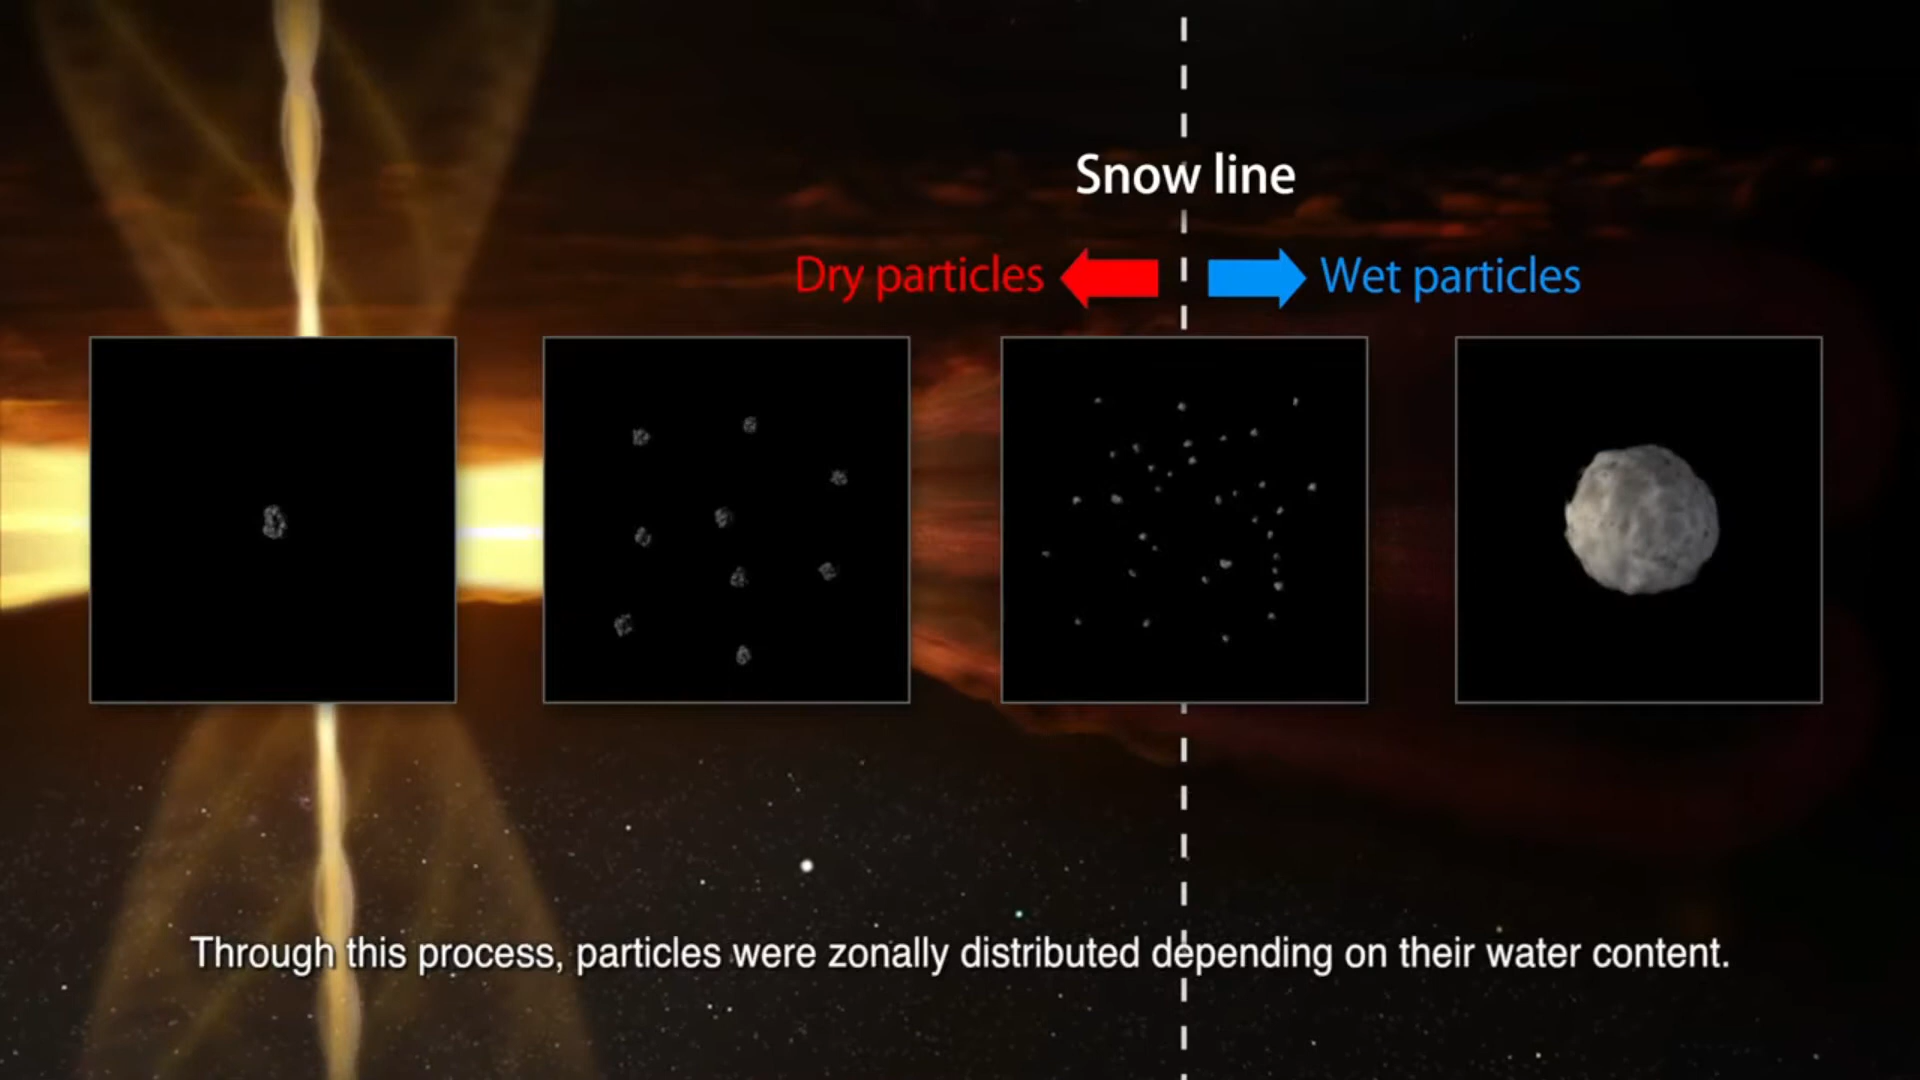 Snow line
Dry particles
Wet particles
Through this process, particles were zonally distributed depending on their water content.